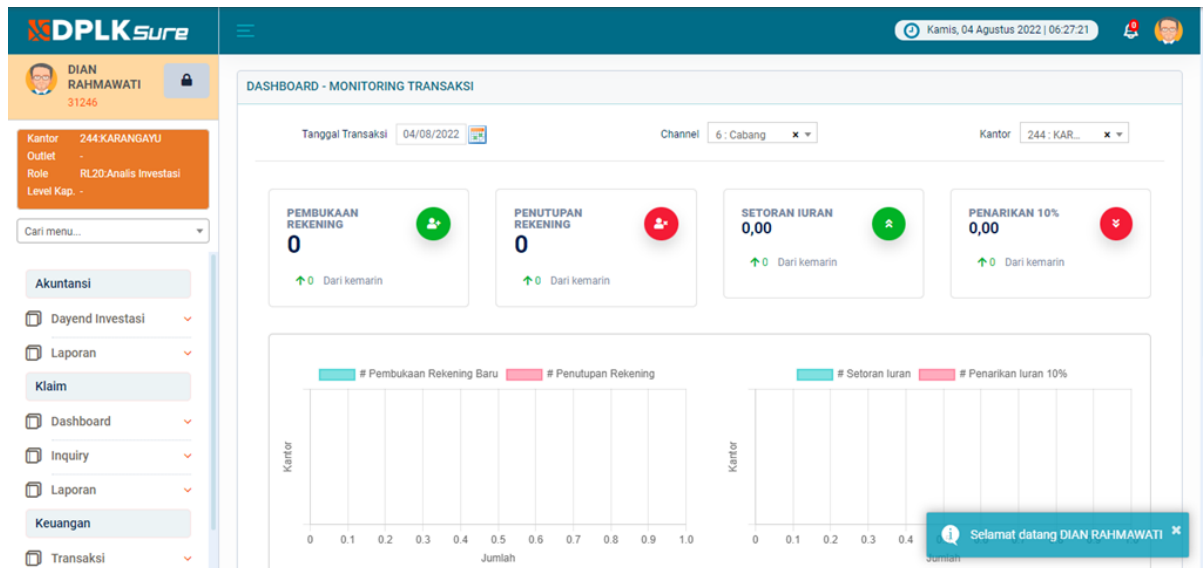 DPLKSure
Kamis, 04 Agustus 2022 | 06:27:21
DIAN
RAHMAWATI
31246
Kantor 244:KARANGAYU
Outlet -
Role RL20:Analis Investasi
Level Kap. -
Cari menu...
Akuntansi
Dayend Investasi
Laporan
Klaim
Dashboard
Inquiry
Laporan
Keuangan
Transaksi
DASHBOARD - MONITORING TRANSAKSI
Tanggal Transaksi 04/08/2022
Channel 6 : Cabang x
Kantor 244 : KAR... x
PEMBUKAAN
REKENING
0
0 Dari kemarin
PENUTUPAN
REKENING
0
0 Dari kemarin
SETORAN IURAN
0,00
0 Dari kemarin
PENARIKAN 10%
0,00
0 Dari kemarin
# Pembukaan Rekening Baru # Penutupan Rekening
Kantor
0 0.1 0.2 0.3 0.4 0.5 0.6 0.7 0.8 0.9 1.0
Jumlah
# Setoran Iuran # Penarikan Iuran 10%
Kantor
0 0.1 0.2 0.3 0.4
Jumlah
Selamat datang DIAN RAHMAWATI ×